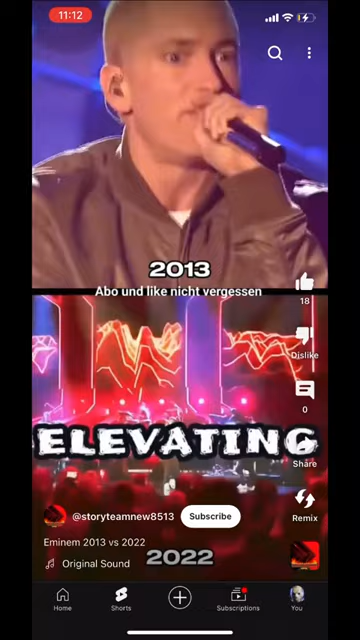 11:12
2013
Abo und like nicht vergessen
18
Dislike
0
ELEVATING
Share
@storyteamnew8513
Subscribe
Remix
Eminem 2013 vs 2022
Original Sound
2022
Home
Shorts
Subscriptions
You